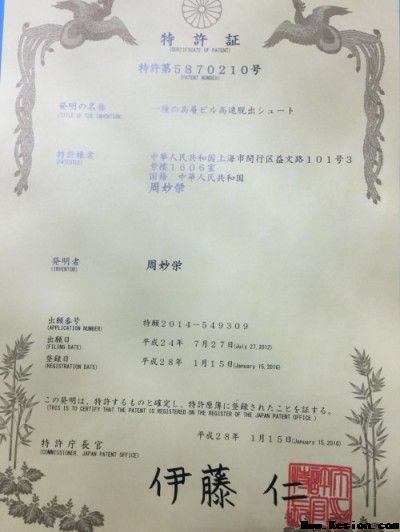 特許証
(CERTIFICATE OF PATENT)
特許第5870210号
(PATENT NUMBER)
発明の名称
(TITLE OF THE INVENTION)
一種の高層ビル高速脱出シュート
特許権者
(PATENTEE)
中華人民共和国上海市閔行区益文路101号3
号楼1606室
国籍 中華人民共和国
周妙荣
発明者
(INVENTOR)
周妙栄
出願番号
(APPLICATION NUMBER)
特願2014-549309
出願日
(FILING DATE)
平成24年 7月27日(July 27,2012)
登録日
(REGISTRATION DATE)
平成28年 1月15日(January 15,2016)
この発明は、特許するものと確定し、特許原簿に登録されたことを証する。
(THIS IS TO CERTIFY THAT THE PATENT IS REGISTERED ON THE REGISTER OF THE JAPAN PATENT OFFICE.)
平成28年 1月15日(January 15,2016)
特許庁長官
(COMMISSIONER, JAPAN PATENT OFFICE)
伊藤 仁
Www.Kesion.com